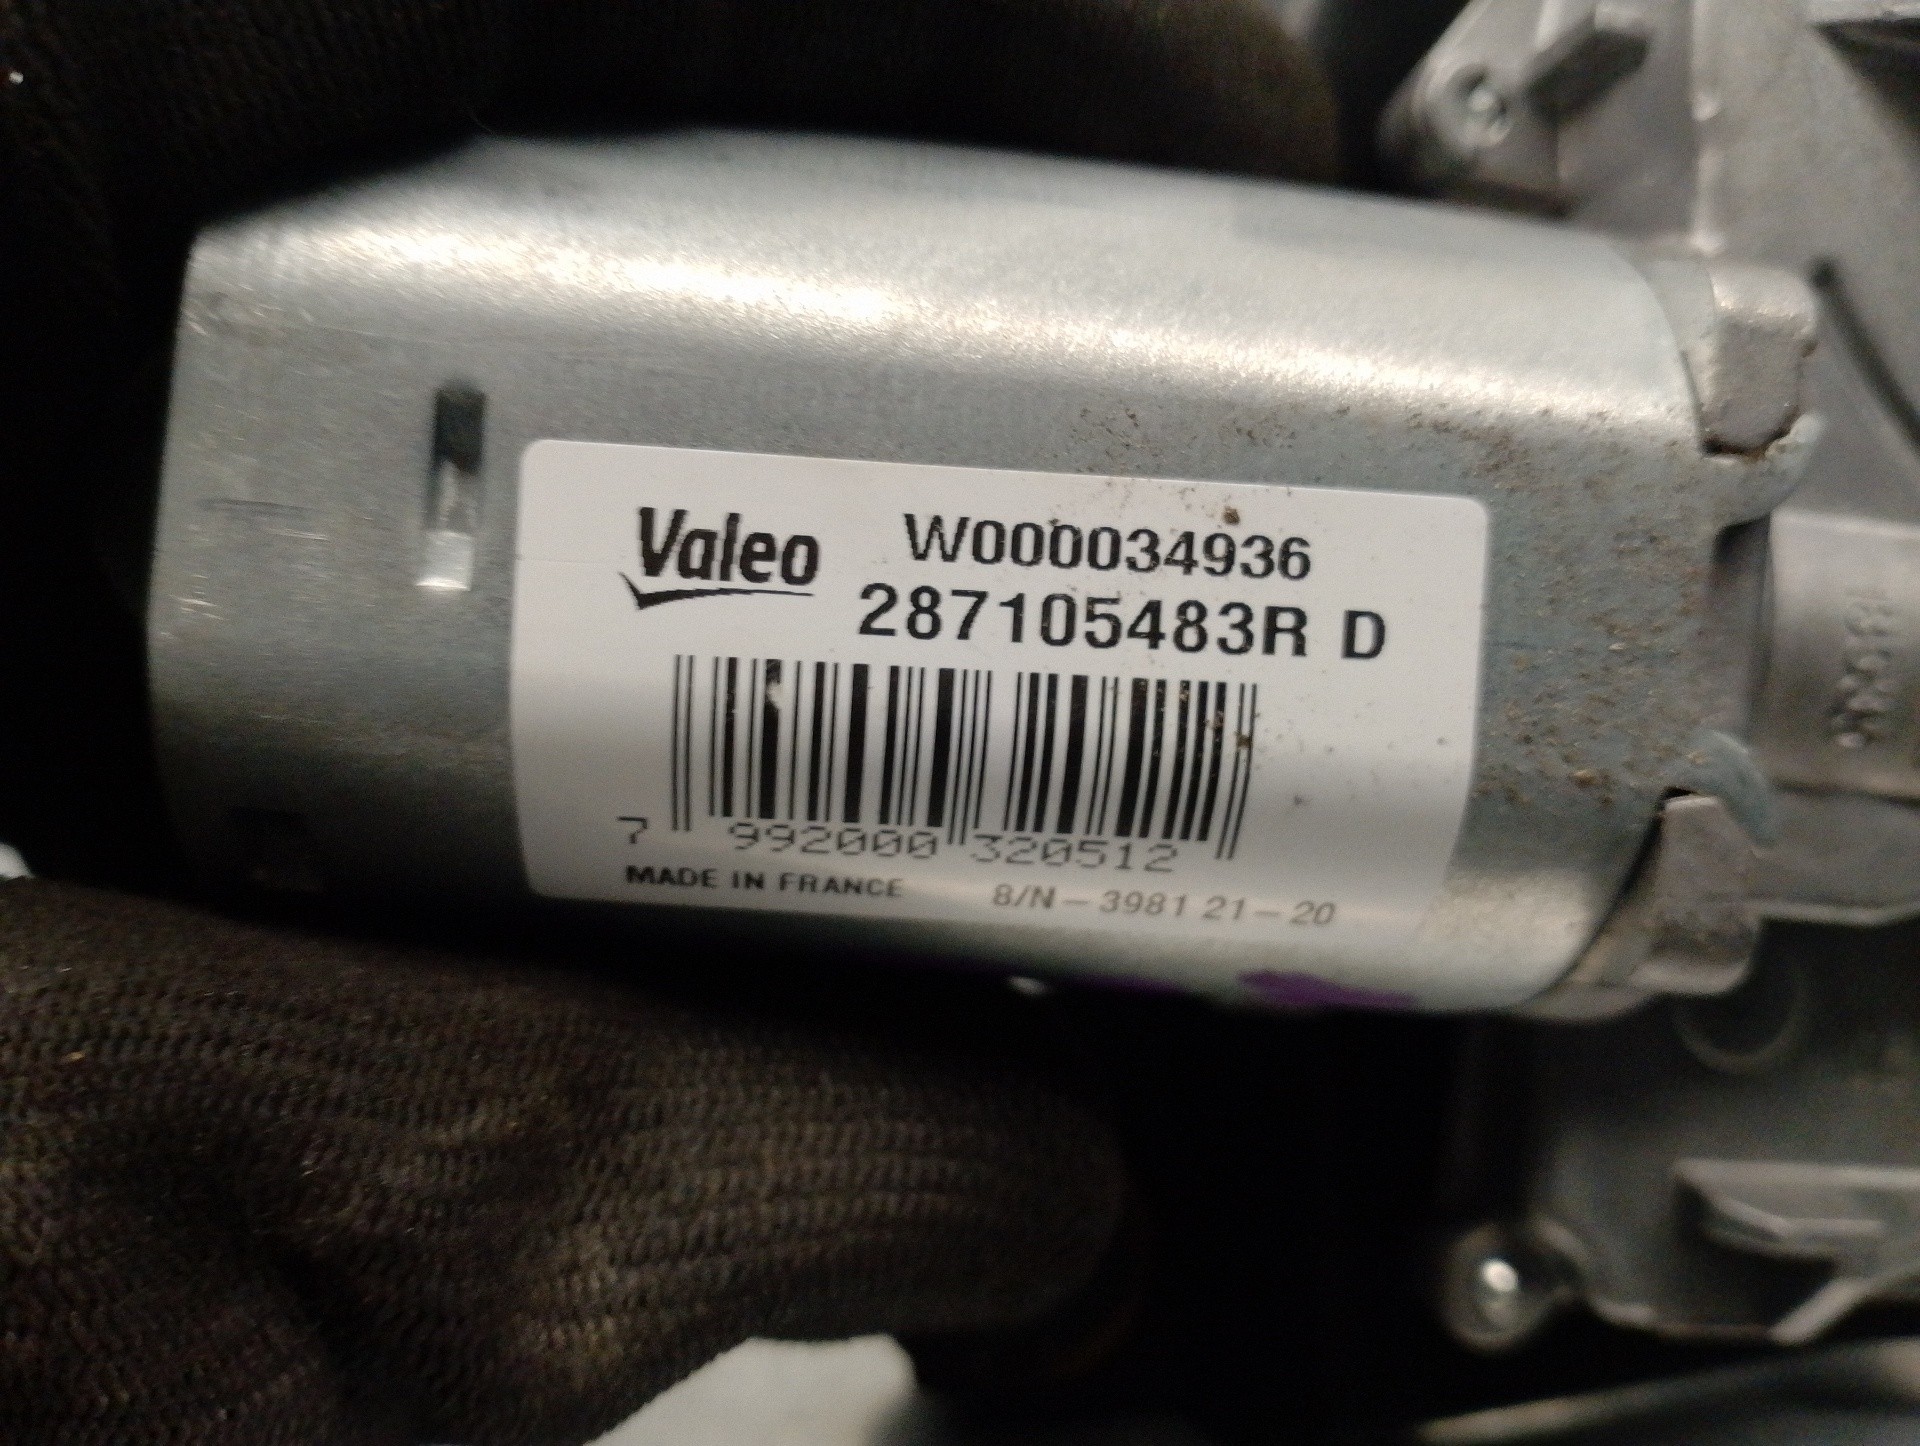 Valeo W000034936
287105483R D
7 992000 320512
MADE IN FRANCE 8/N-3981 21-20